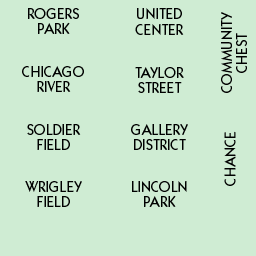 ROGERS
PARK
UNITED
CENTER
COMMUNITY
CHEST
CHICAGO
RIVER
TAYLOR
STREET
SOLDIER
FIELD
GALLERY
DISTRICT
CHANCE
WRIGLEY
FIELD
LINCOLN
PARK